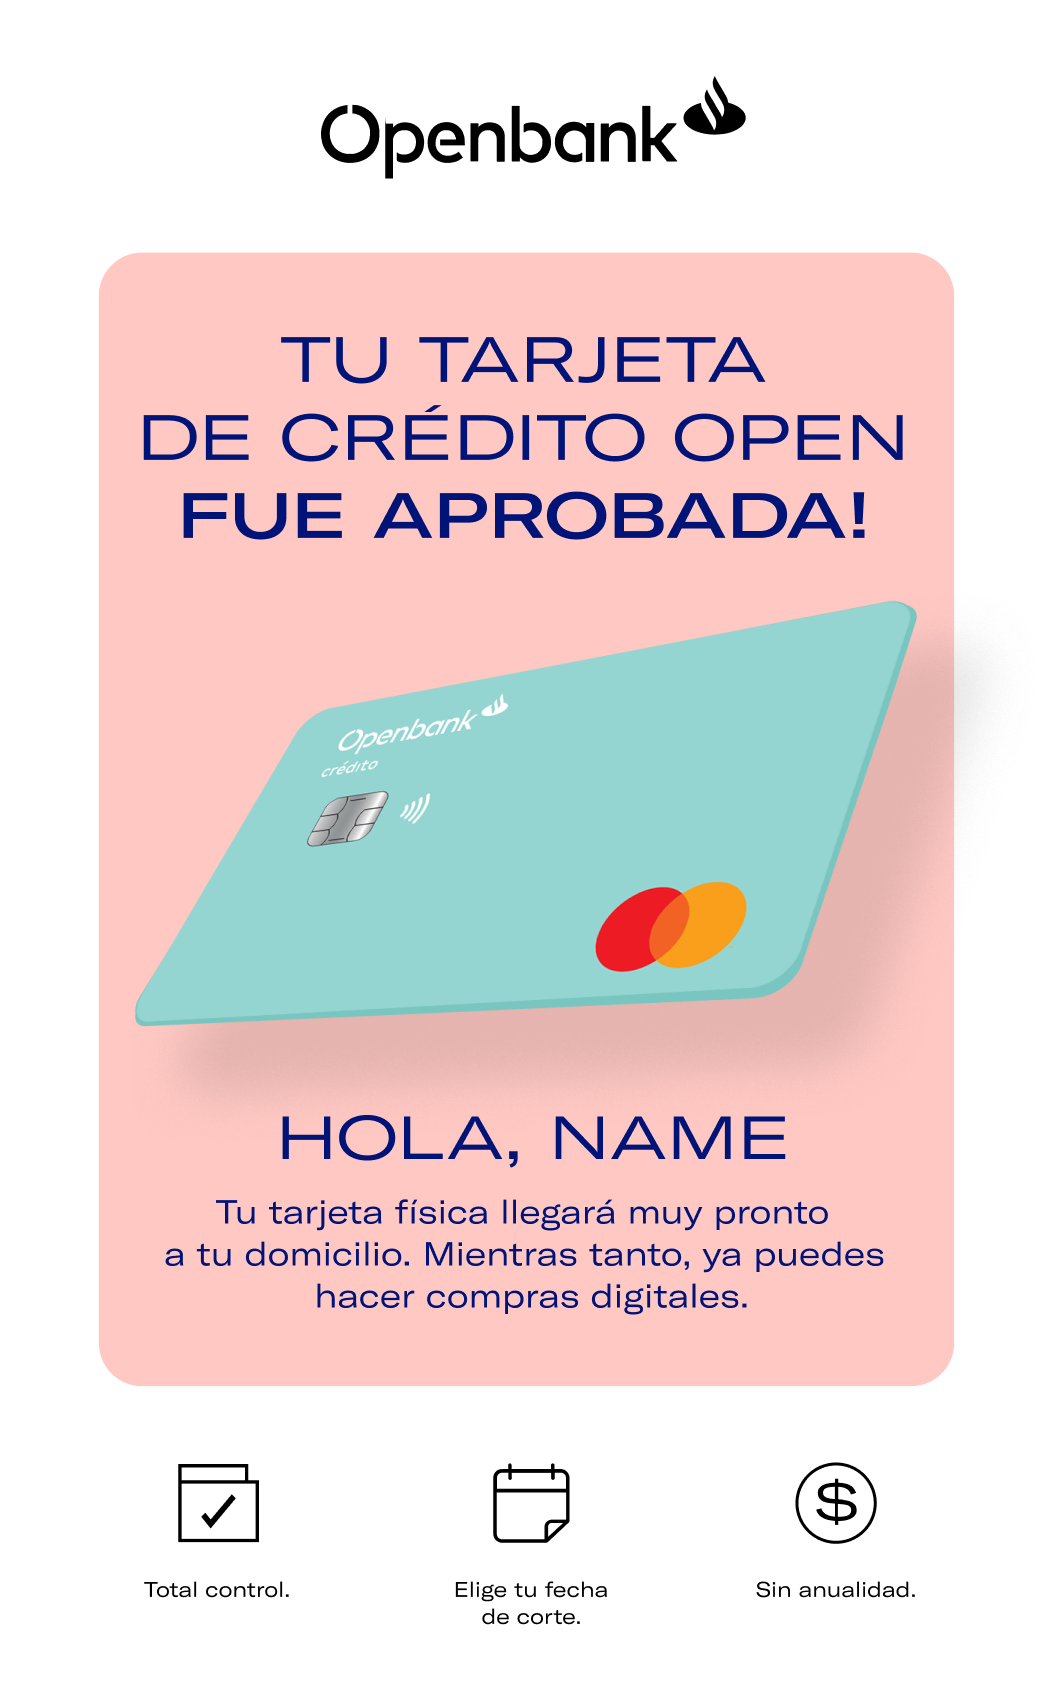 Openbank
TU TARJETA
DE CRÉDITO OPEN
FUE APROBADA!
Openbank
crédito
HOLA, NAME
Tu tarjeta física llegará muy pronto
a tu domicilio. Mientras tanto, ya puedes
hacer compras digitales.
$
Total control.
Elige tu fecha
de corte.
Sin anualidad.